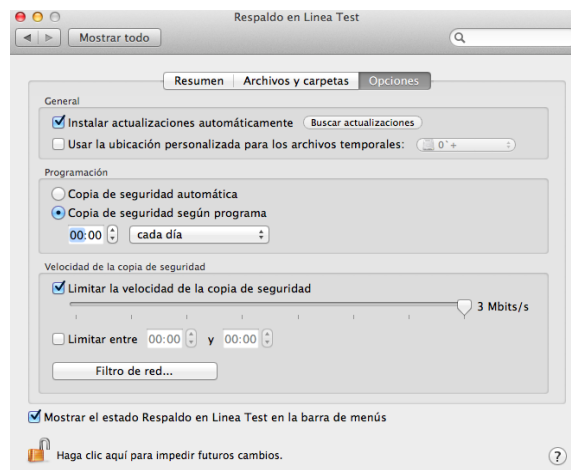 Respaldo en Linea Test
Mostrar todo
Resumen Archivos y carpetas Opciones
General
Instalar actualizaciones automáticamente Buscar actualizaciones
Usar la ubicación personalizada para los archivos temporales:
Programación
Copia de seguridad automática
Copia de seguridad según programa
00:00 cada día
Velocidad de la copia de seguridad
Limitar la velocidad de la copia de seguridad
3 Mbits/s
Limitar entre 00:00 y 00:00
Filtro de red...
Mostrar el estado Respaldo en Linea Test en la barra de menús
Haga clic aquí para impedir futuros cambios. ?